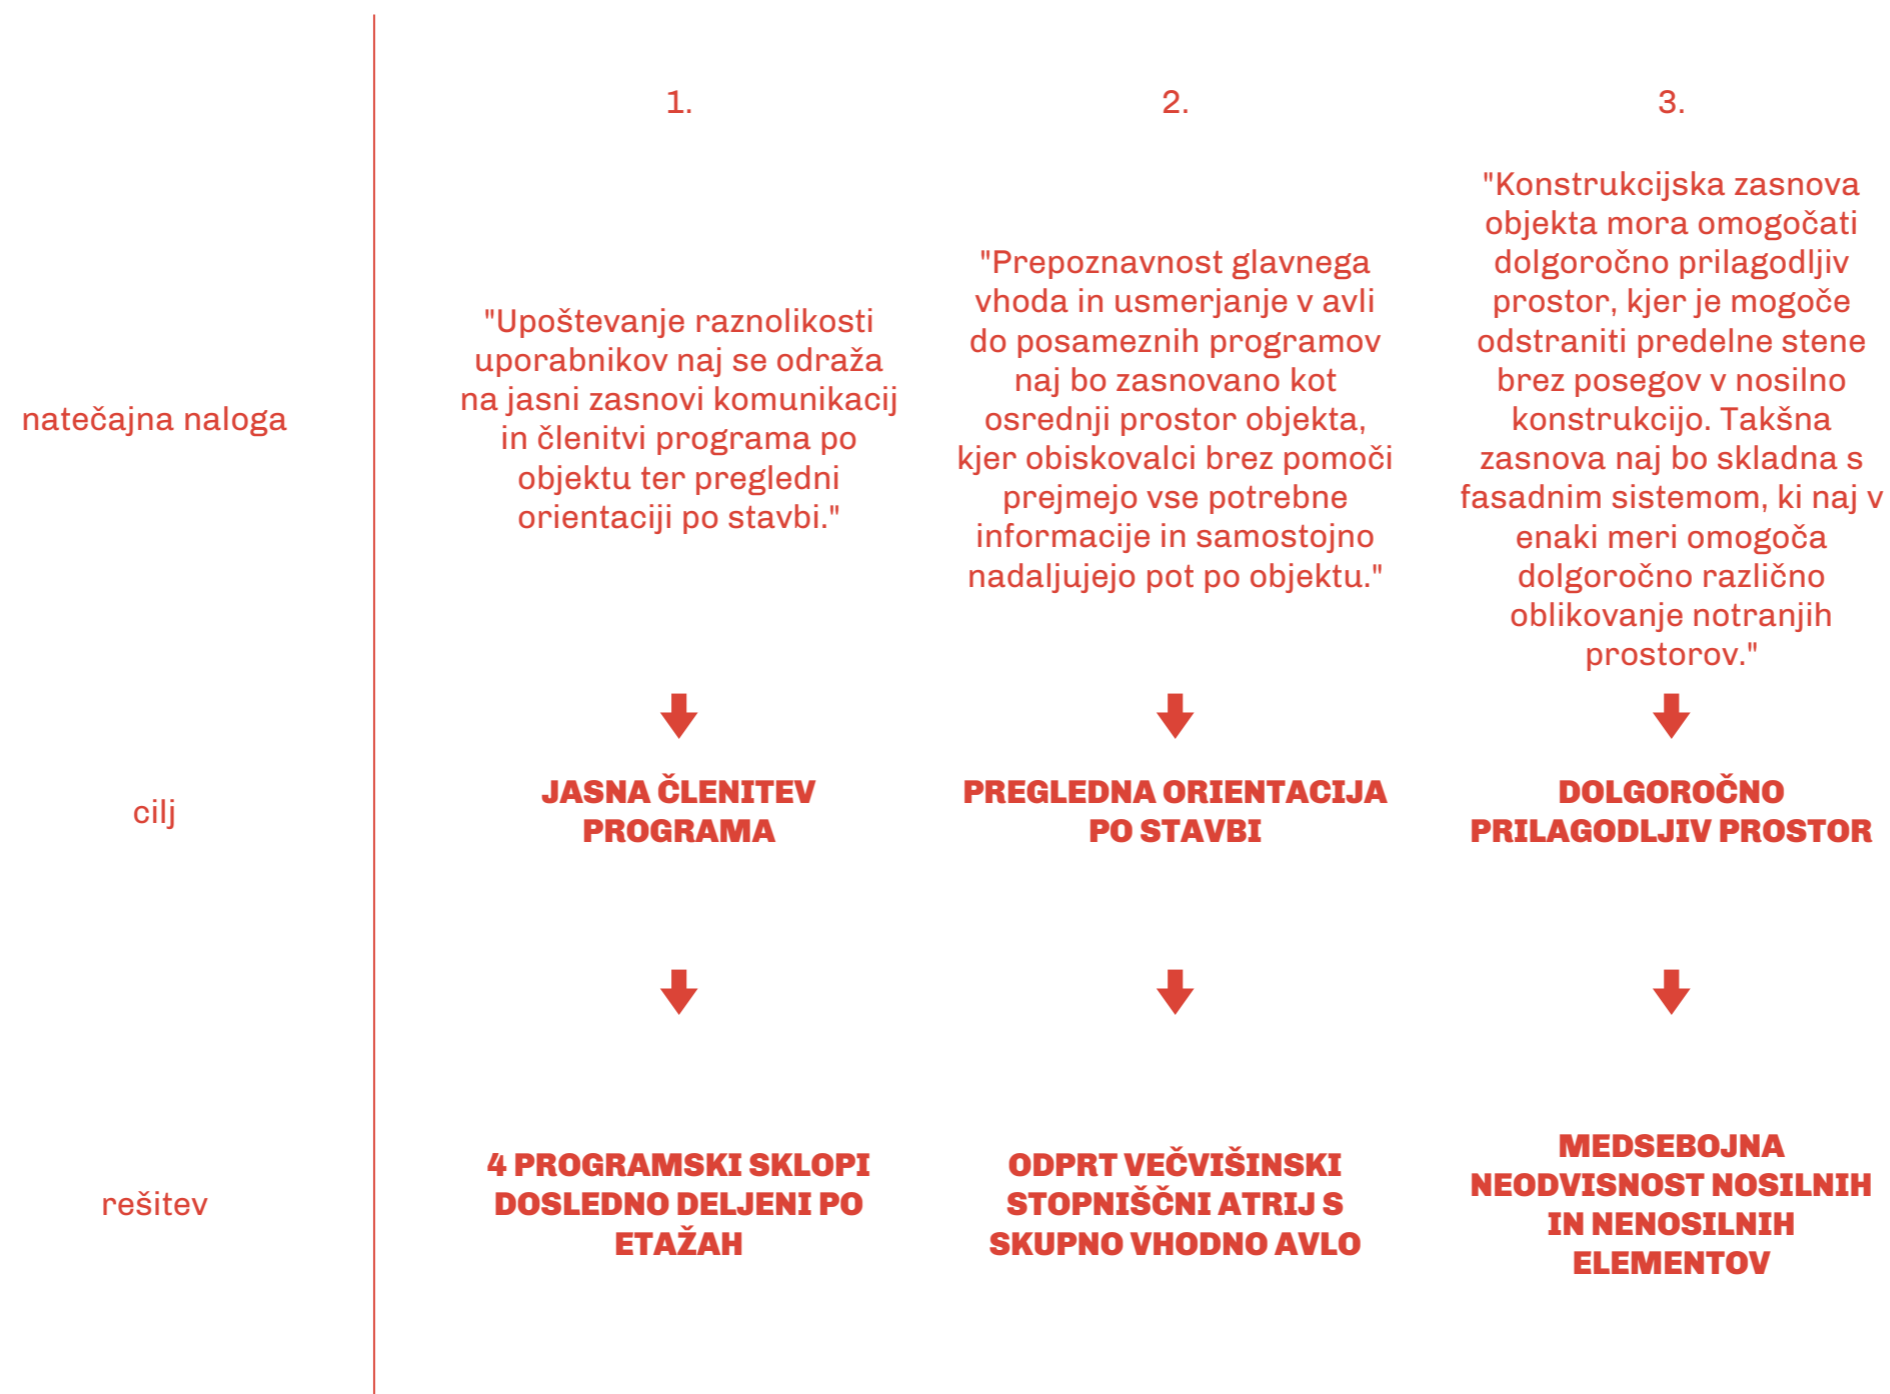 1.
2.
3.
natečajna naloga
"Upoštevanje raznolikosti
uporabnikov naj se odraža
na jasni zasnovi komunikacij
in členitvi programa po
objektu ter pregledni
orientaciji po stavbi."
"Prepoznavnost glavnega
vhoda in usmerjanje v avli
do posameznih programov
naj bo zasnovano kot
osrednji prostor objekta,
kjer obiskovalci brez pomoči
prejmejo vse potrebne
informacije in samostojno
nadaljujejo pot po objektu."
"Konstrukcijska zasnova
objekta mora omogočati
dolgoročno prilagodljiv
prostor, kjer je mogoče
odstraniti predelne stene
brez posegov v nosilno
konstrukcijo. Takšna
zasnova naj bo skladna s
fasadnim sistemom, ki naj v
enaki meri omogoča
dolgoročno različno
oblikovanje notranjih
prostorov."
cilj
JASNA ČLENITEV
PROGRAMA
PREGLEDNA ORIENTACIJA
PO STAVBI
DOLGOROČNO
PRILAGODLJIV PROSTOR
rešitev
4 PROGRAMSKI SKLOPI
DOSLEDNO DELJENI PO
ETAŽAH
ODPRT VEČVIŠINSKI
STOPNIŠČNI ATRIJ S
SKUPNO VHODNO AVLO
MEDSEBOJNA
NEODVISNOST NOSILNIH
IN NENOSILNIH
ELEMENTOV